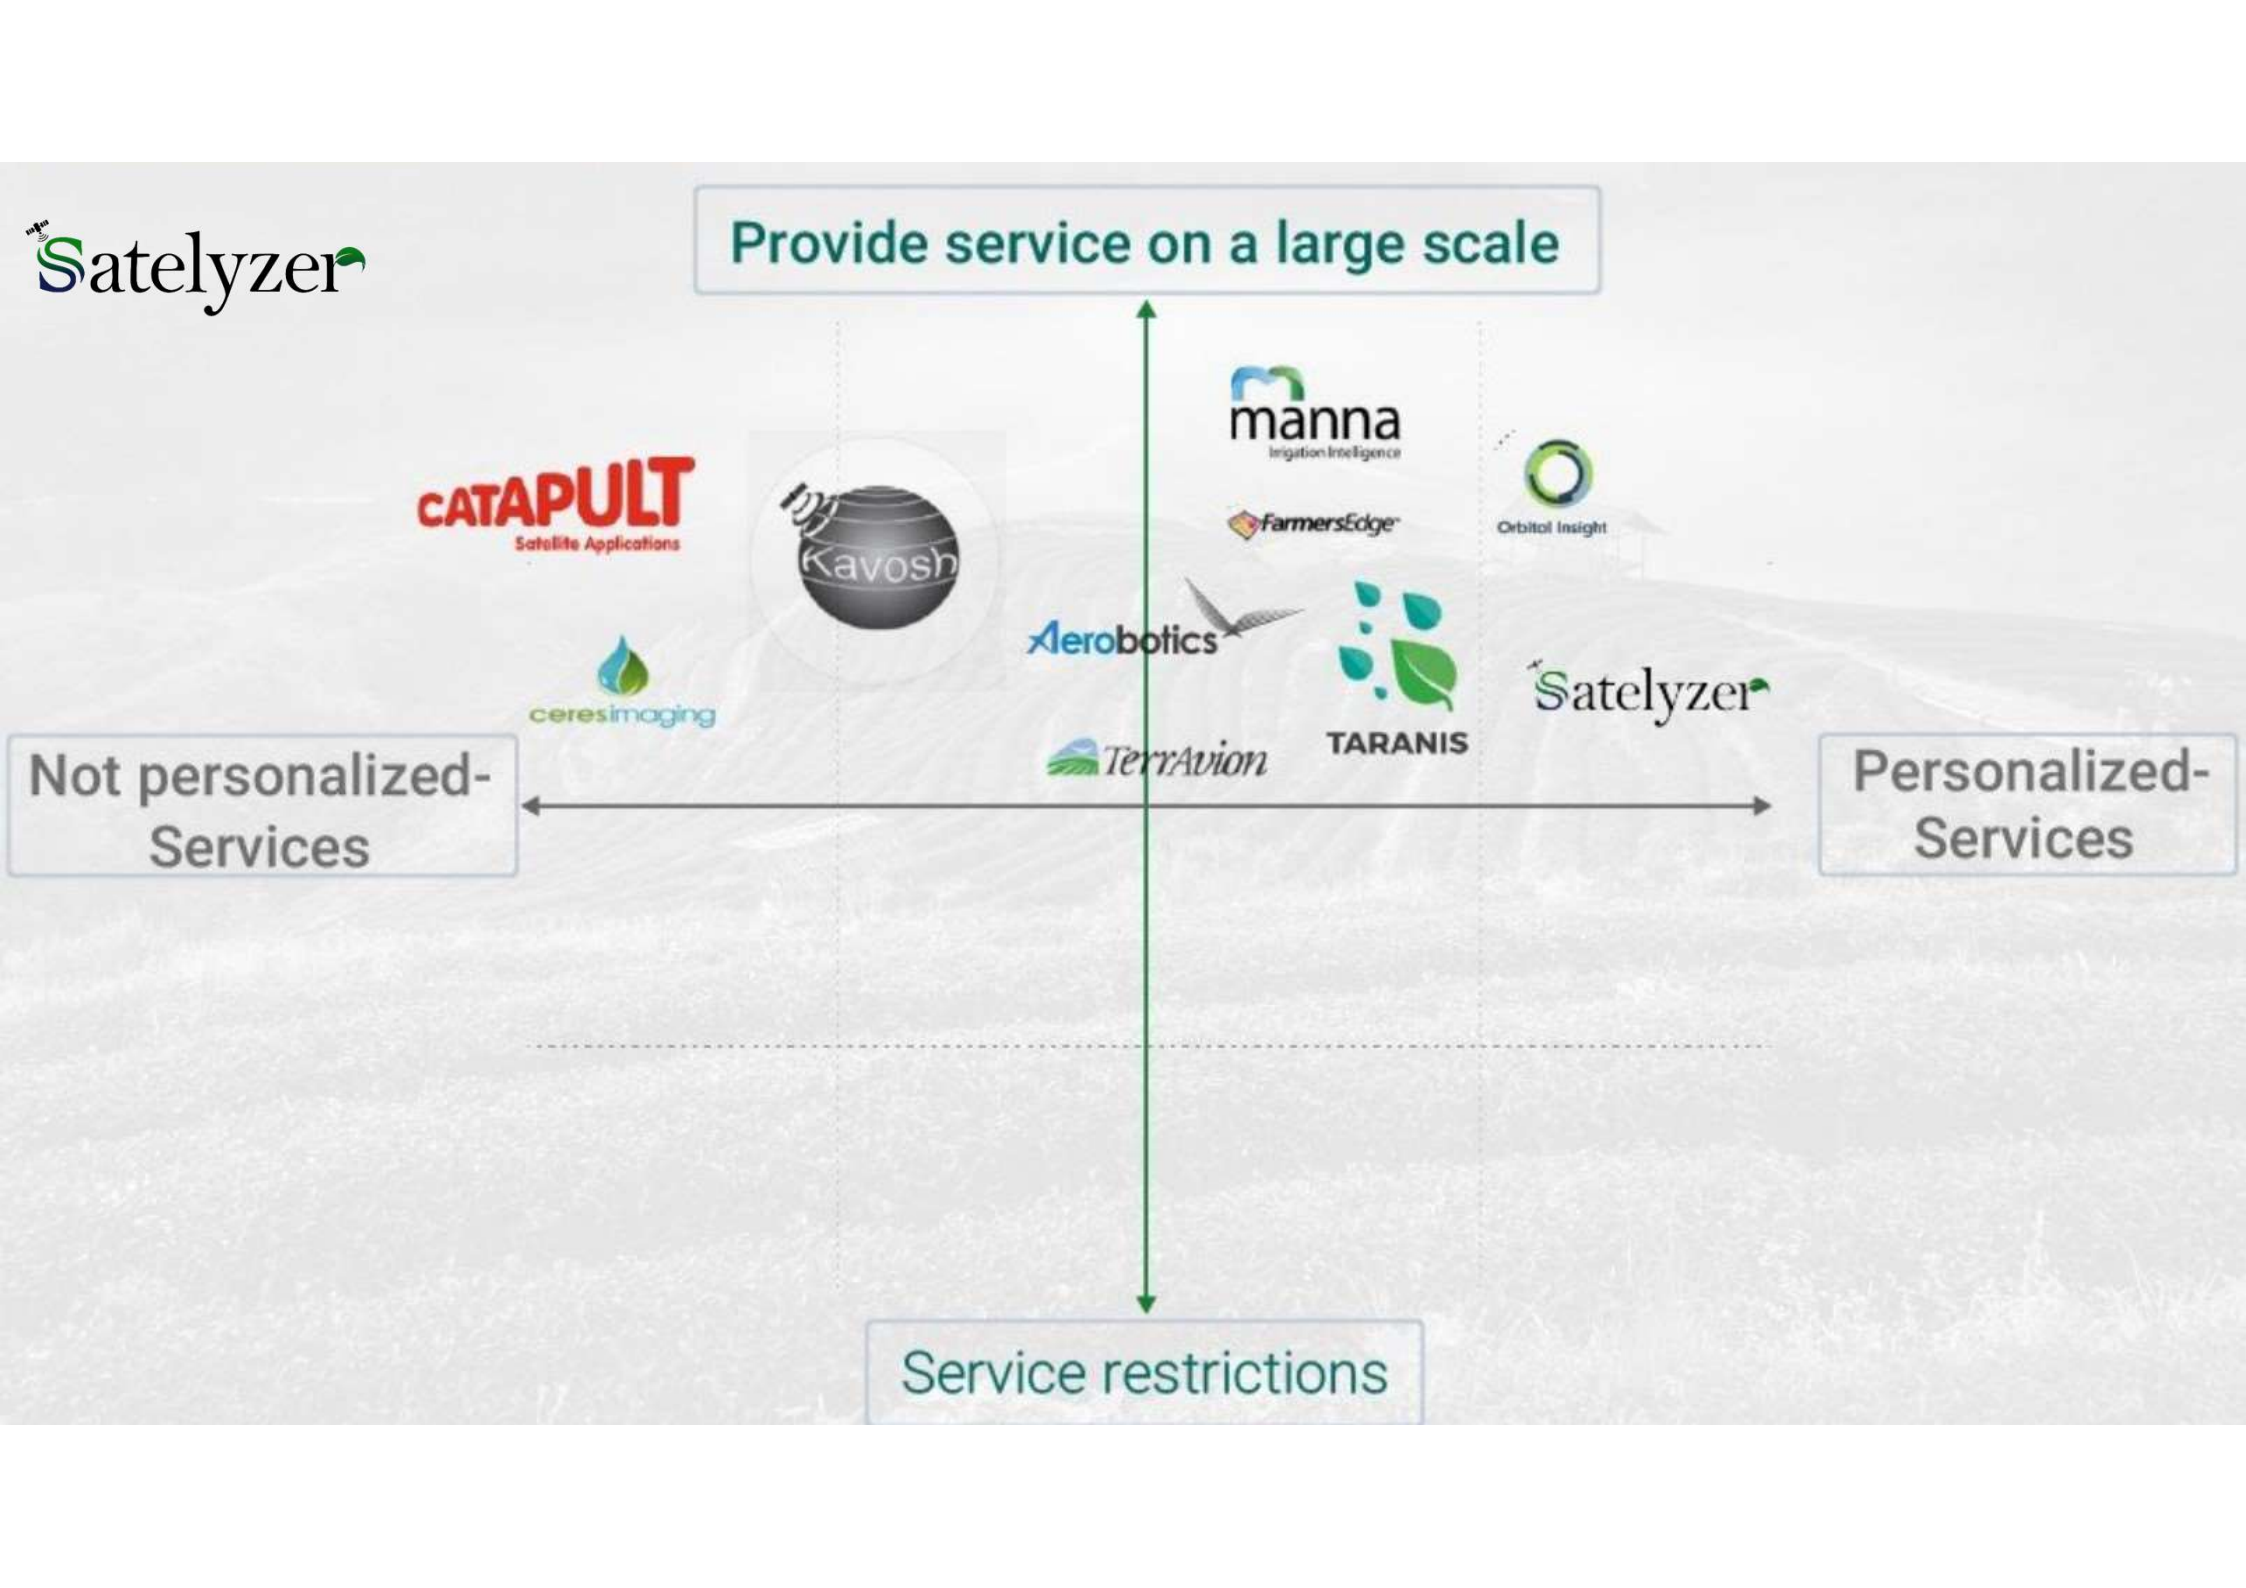 Satelyzer
Provide service on a large scale
manna
Irrigation Intelligence
CATAPULT
Satellite Applications
Kavosh
FarmersEdge
Orbital Insight
Aerobotics
ceresimaging
TARANIS
Satelyzer
TerrAvion
Not personalized-
Services
Personalized-
Services
Service restrictions